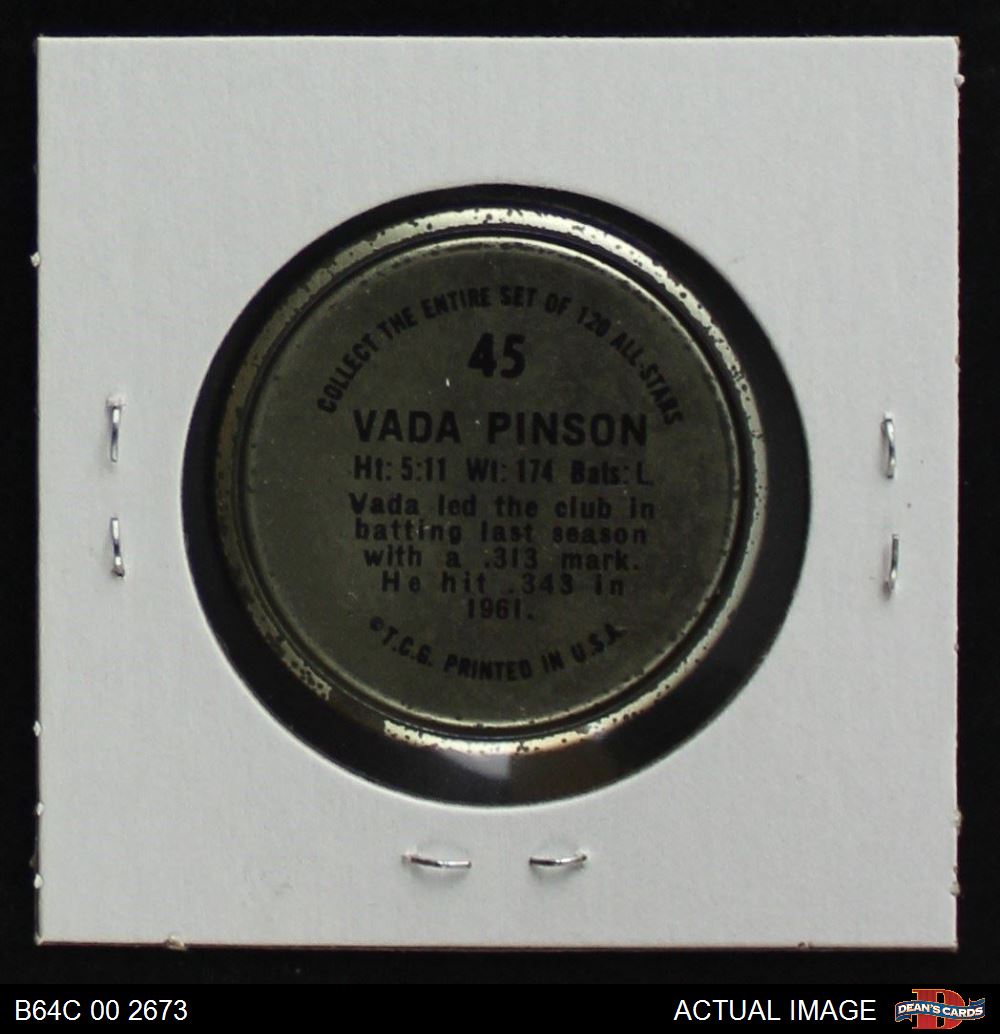 COLLECT THE ENTIRE SET OF 120 ALL-STARS
45
VADA PINSON
Ht: 5:11 Wt: 174 Bats: L
Vada led the club in
batting last season
with a .313 mark.
He hit .343 in
1961.
©T.C.G. PRINTED IN U.S.A.
B64C 00 2673
ACTUAL IMAGE
D
DEAN'S CARDS